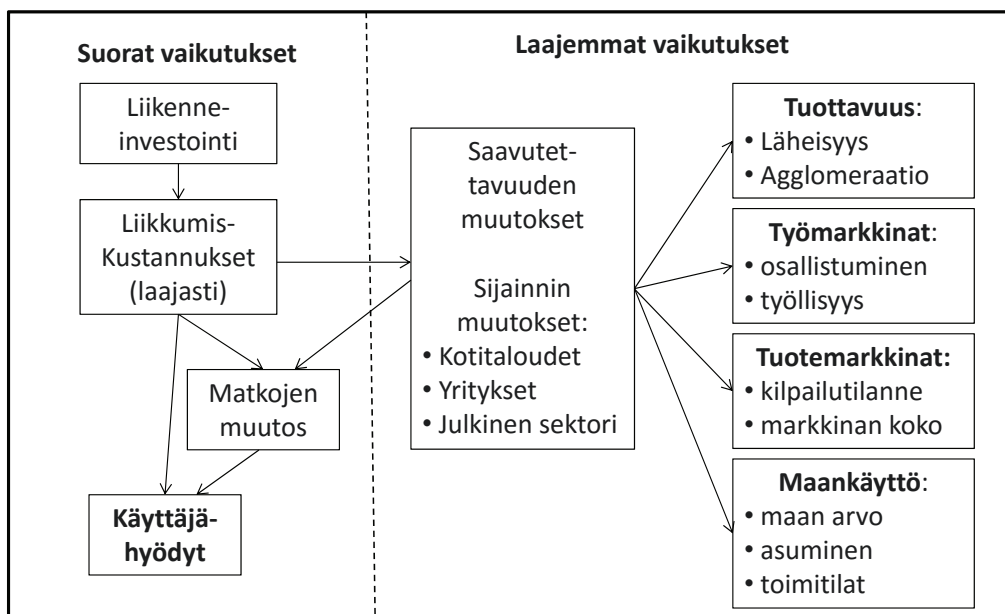 Suorat vaikutukset
Liikenne-
investointi
Liikkumis-
Kustannukset
(laajasti)
Matkojen
muutos
Käyttäjä-
hyödyt
Laajemmat vaikutukset
Saavutet-
tavuuden
muutokset
Sijainnin
muutokset:
• Kotitaloudet
• Yritykset
• Julkinen sektori
Tuottavuus:
• Läheisyys
• Agglomeraatio
Työmarkkinat:
• osallistuminen
• työllisyys
Tuotemarkkinat:
• kilpailutilanne
• markkinan koko
Maankäyttö:
• maan arvo
• asuminen
• toimitilat